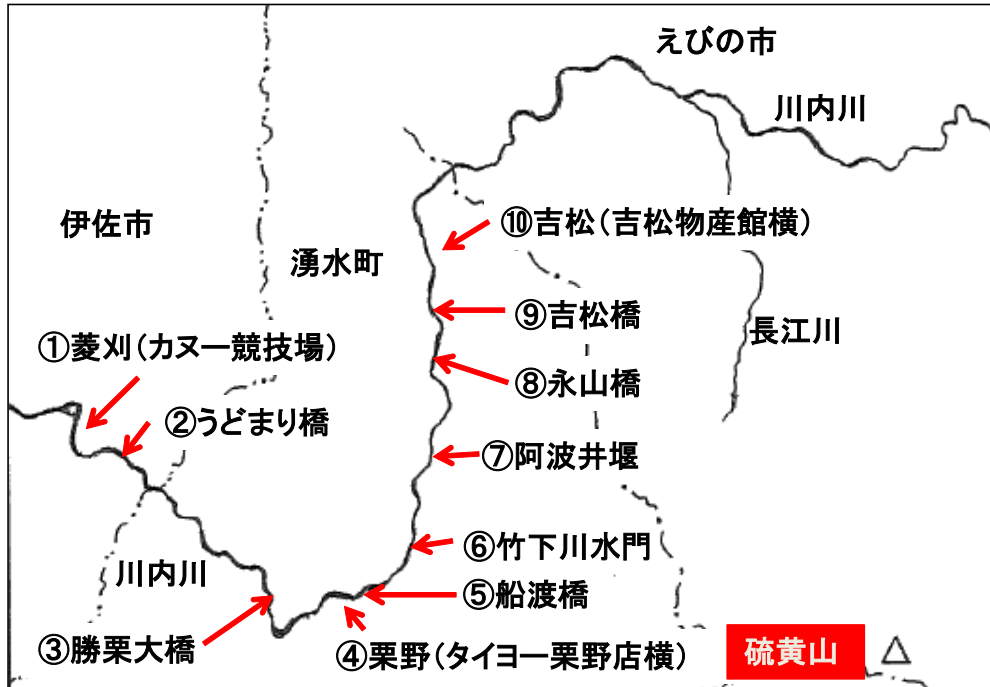 えびの市
川内川
伊佐市
⑩吉松（吉松物産館横）
湧水町
⑨吉松橋
長江川
①菱刈（カヌー競技場）
⑧永山橋
②うどまり橋
⑦阿波井堰
⑥竹下川水門
川内川
⑤船渡橋
③勝栗大橋
④栗野（タイヨー栗野店横）
硫黄山